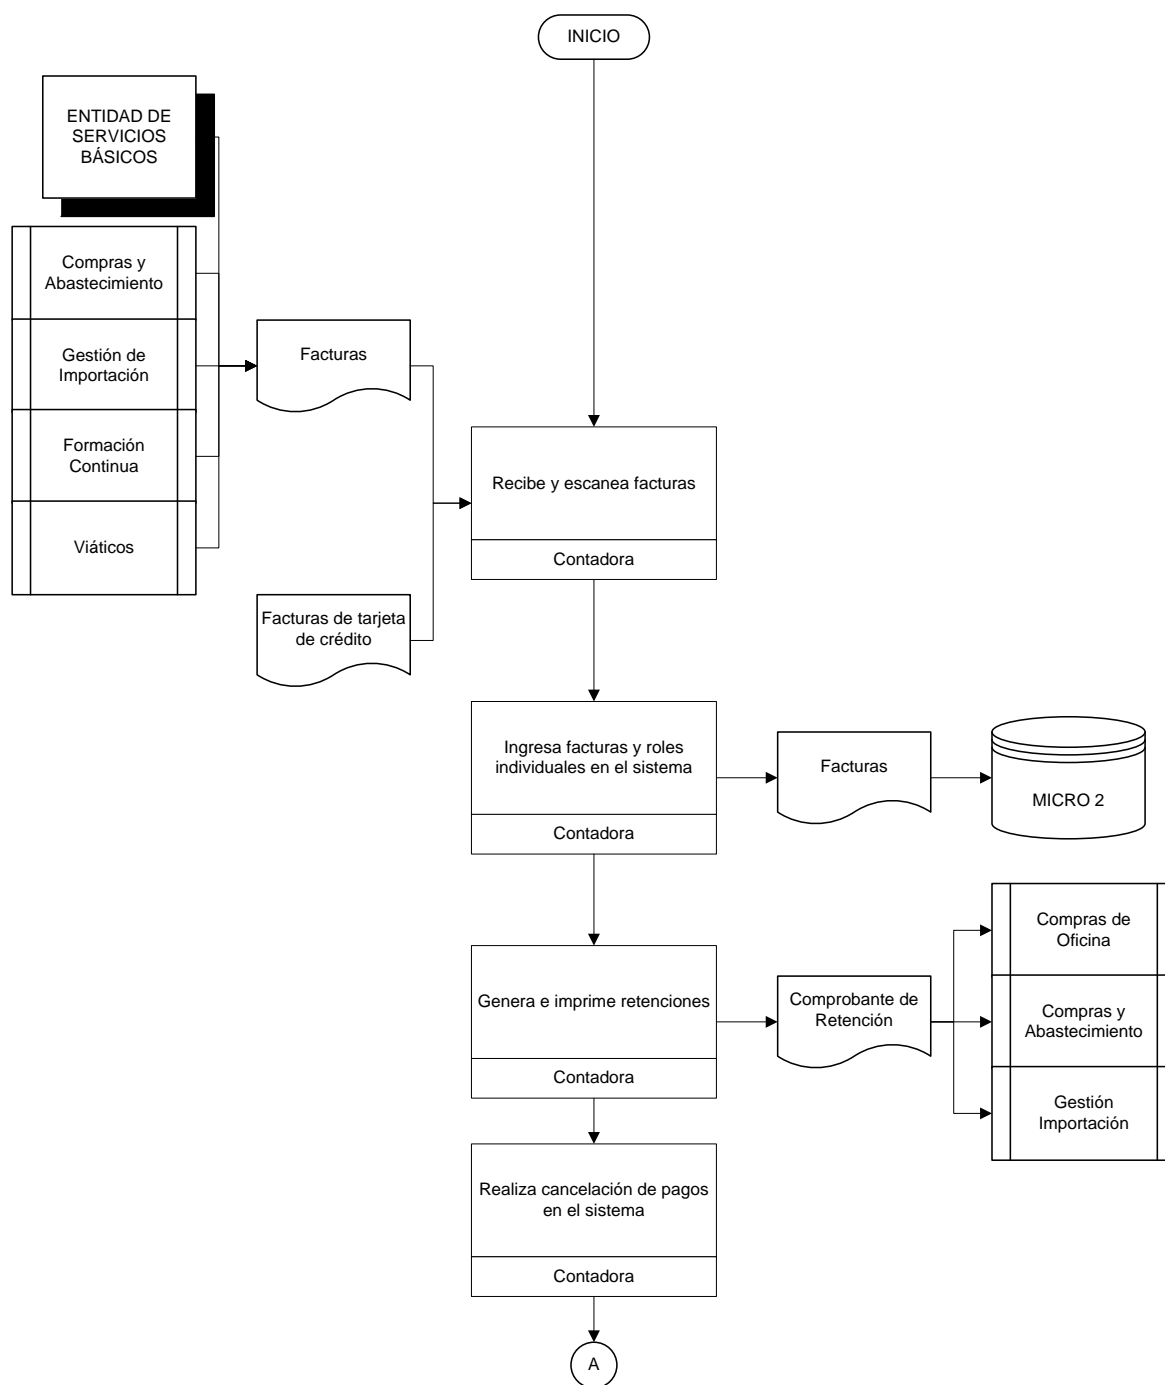 INICIO
ENTIDAD DE
SERVICIOS
BÁSICOS
Compras y
Abastecimiento
Gestión de
Importación
Formación
Continua
Viáticos
Facturas
Facturas de tarjeta
de crédito
Recibe y escanea facturas
Contadora
Ingresa facturas y roles
individuales en el sistema
Contadora
Facturas
MICRO 2
Genera e imprime retenciones
Contadora
Comprobante de
Retención
Compras de
Oficina
Compras y
Abastecimiento
Gestión
Importación
Realiza cancelación de pagos
en el sistema
Contadora
A